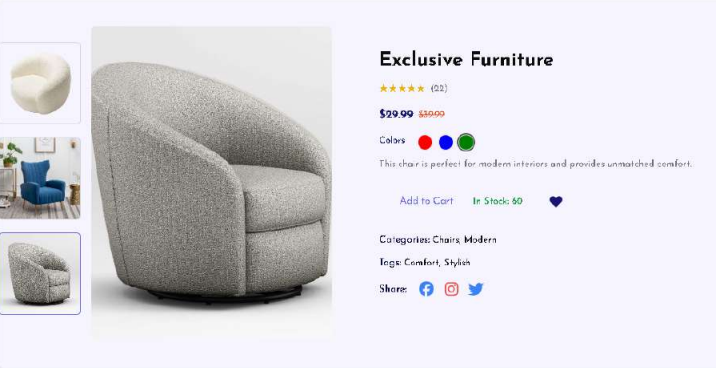 Exclusive Furniture
★★★★★ (22)
$29.99 $39.99
Colors
This chair is perfect for modern interiors and provides unmatched comfort.
Add to Cart In Stock: 60
Categories: Chairs, Modern
Tags: Comfort, Stylish
Share: